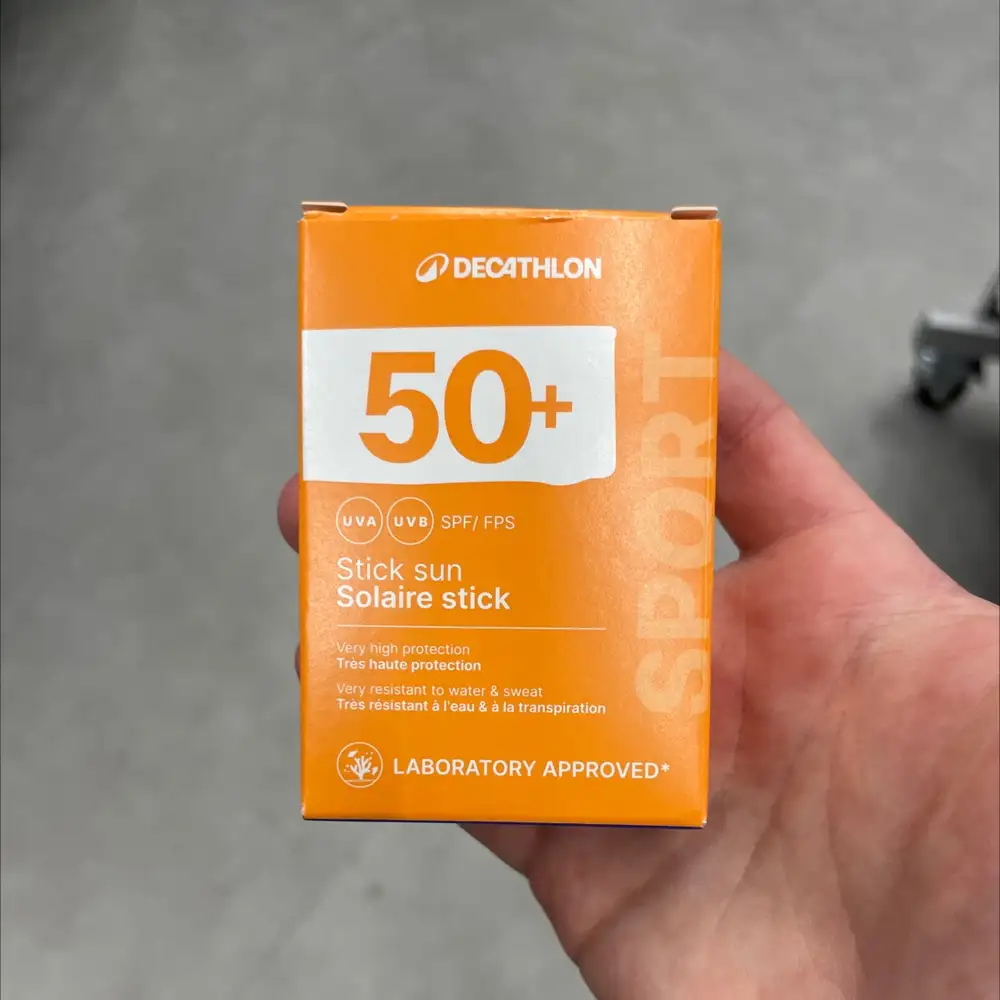 DECATHLON
50+
UVA UVB SPF/ FPS
Stick sun
Solaire stick
Very high protection
Très haute protection
Very resistant to water & sweat
Très résistant à l'eau & à la transpiration
LABORATORY APPROVED*
SPORT